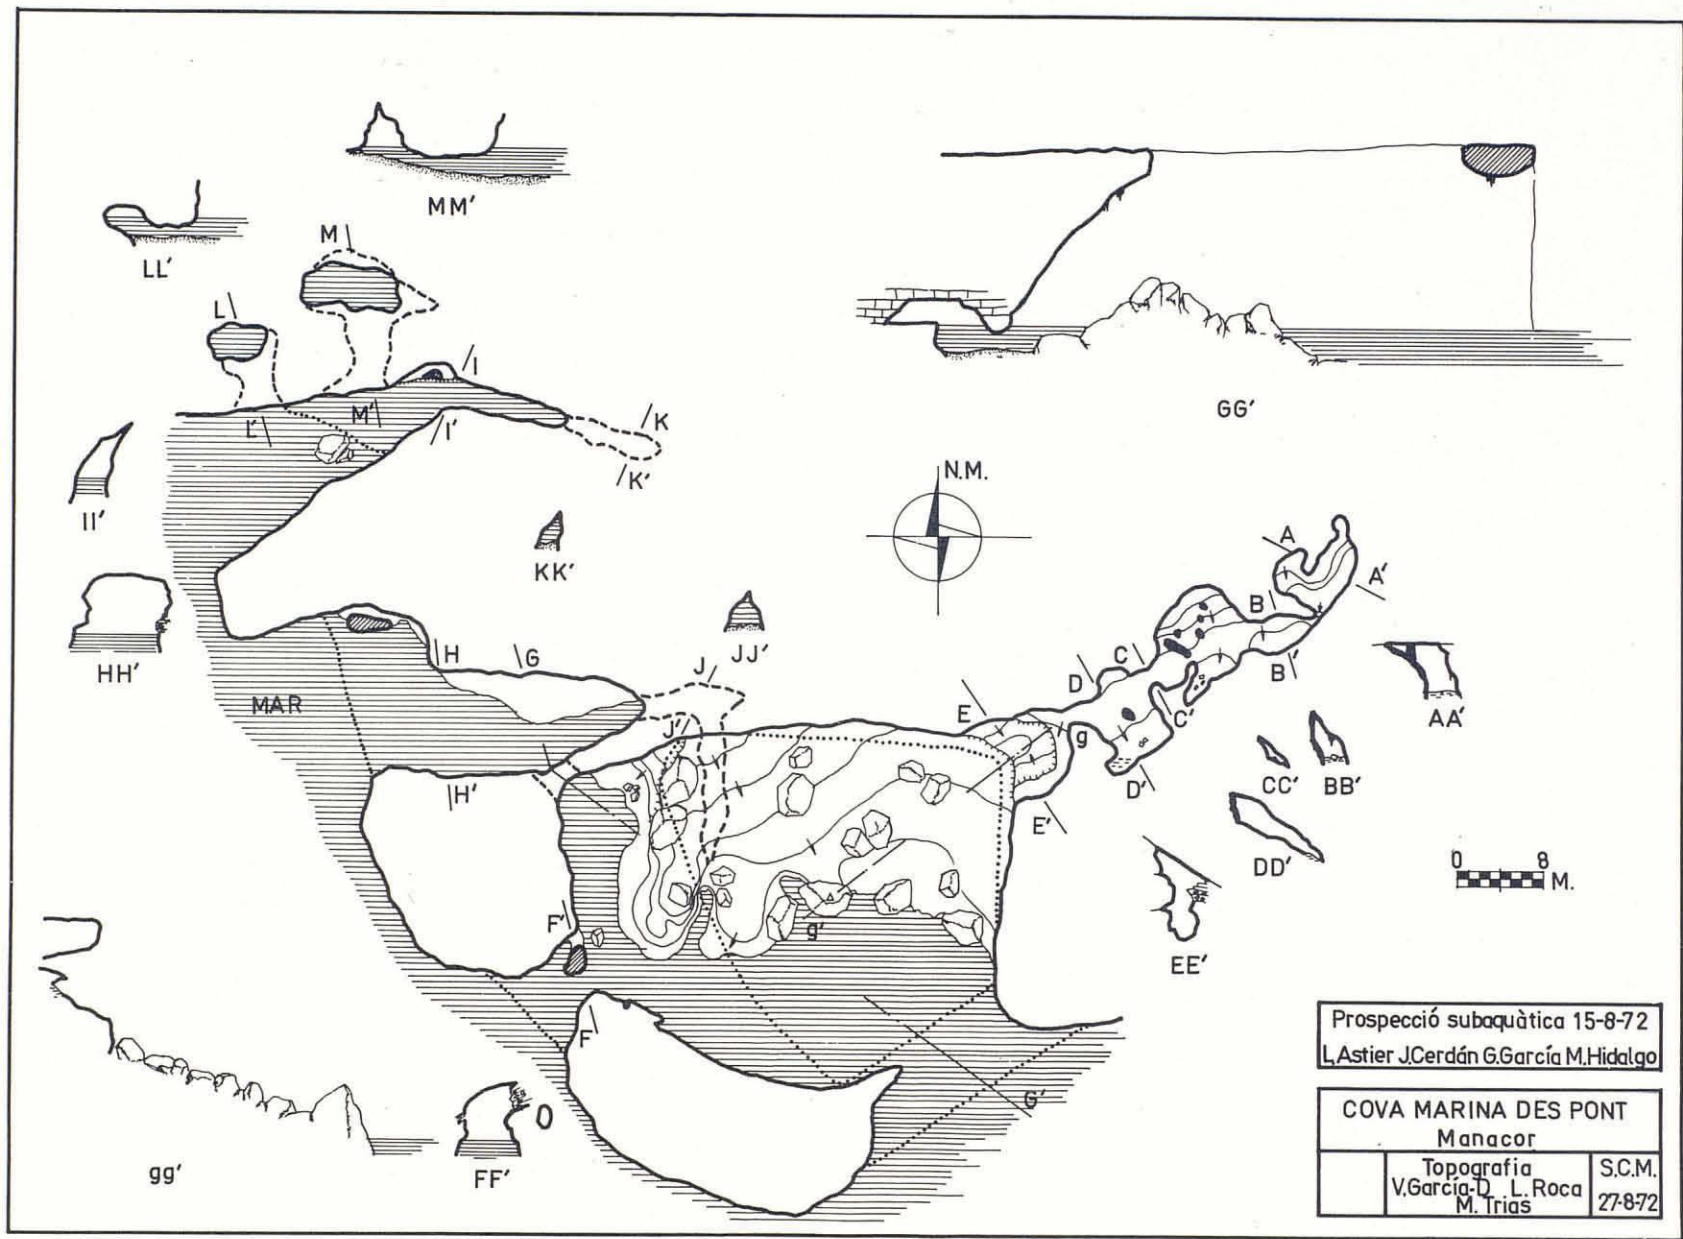 MM'
LL'
M
L\
/I
GG'
L'\
M'\
/I'
/K
/K'
II'
N.M.
KK'
A
A'
B
HH'
JJ'
H
G
J
C
D
B'
MAR
E
J'
C'
g
AA'
D'
CC'
BB'
H'
E'
DD'
0 8
M.
F'
g'
EE'
F
G'
gg'
FF'
Prospecció subaquàtica 15-8-72
L,Astier J.Cerdán G.García M.Hidalgo
COVA MARINA DES PONT
Manacor
Topografia
V.García-D. L.Roca
M.Trias
S.C.M.
27-8-72